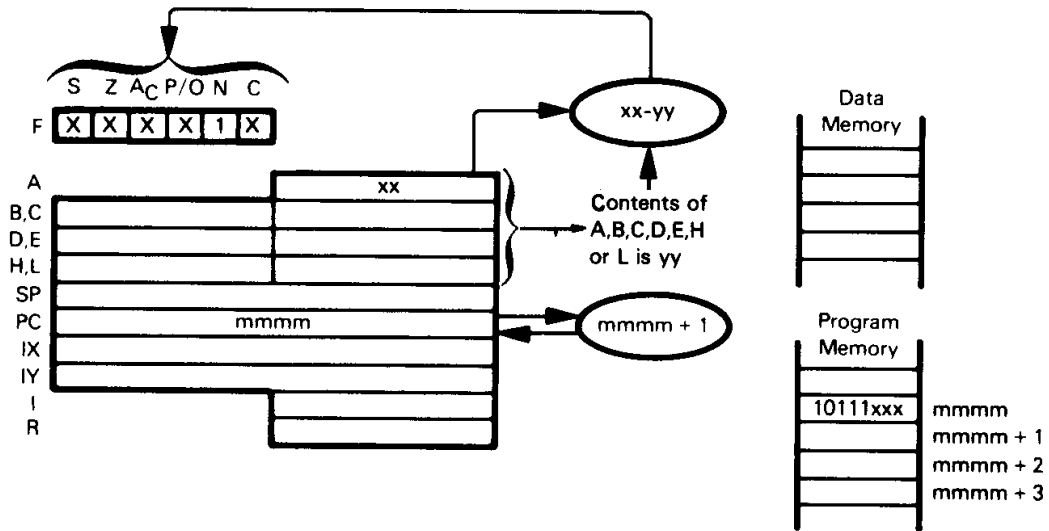 S Z AC P/O N C
F X X X X 1 X
A xx
B,C
D,E
H,L
SP
PC mmmm
IX
IY
I
R
xx-yy
Contents of
A,B,C,D,E,H
or L is yy
mmmm + 1
Data
Memory
Program
Memory
10111xxx mmmm
mmmm + 1
mmmm + 2
mmmm + 3